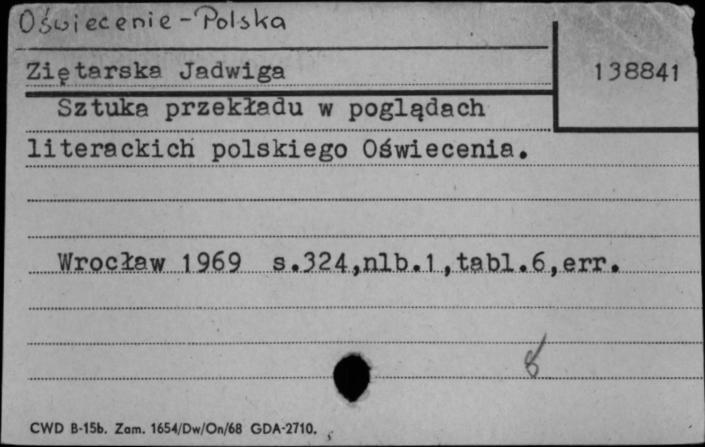 Oświecenie - Polska
Ziętarska Jadwiga 138841
Sztuka przekładu w poglądach
literackich polskiego Oświecenia.
Wrocław 1969 s.324,nlb.1,tabl.6,err.
CWD B-15b. Zam. 1654/Dw/On/68 GDA-2710.